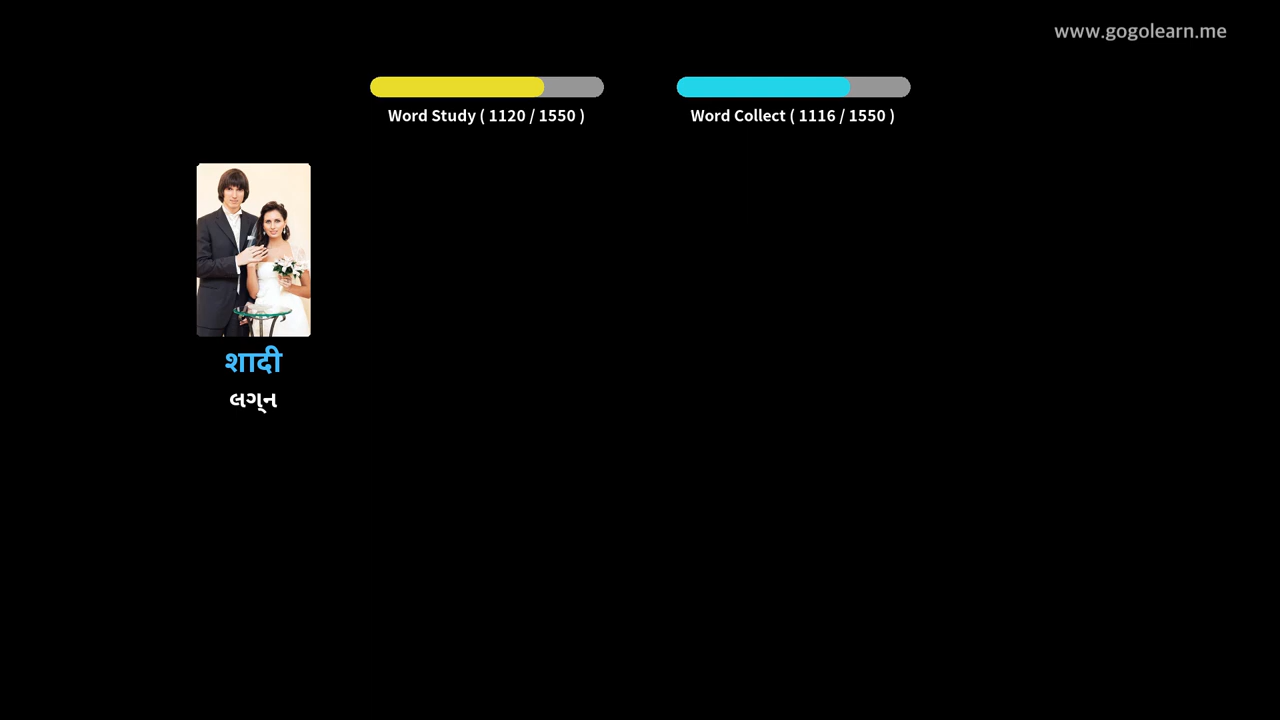 www.gogolearn.me
Word Study ( 1120 / 1550 )
Word Collect ( 1116 / 1550 )
शादी
લગ્‌ન